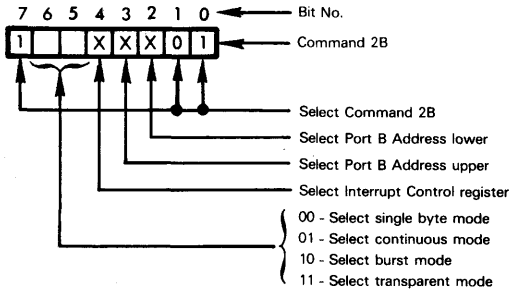 7 6 5 4 3 2 1 0 Bit No.
1 X X X 0 1 Command 2B
Select Command 2B
Select Port B Address lower
Select Port B Address upper
Select Interrupt Control register
00 - Select single byte mode
01 - Select continuous mode
10 - Select burst mode
11 - Select transparent mode